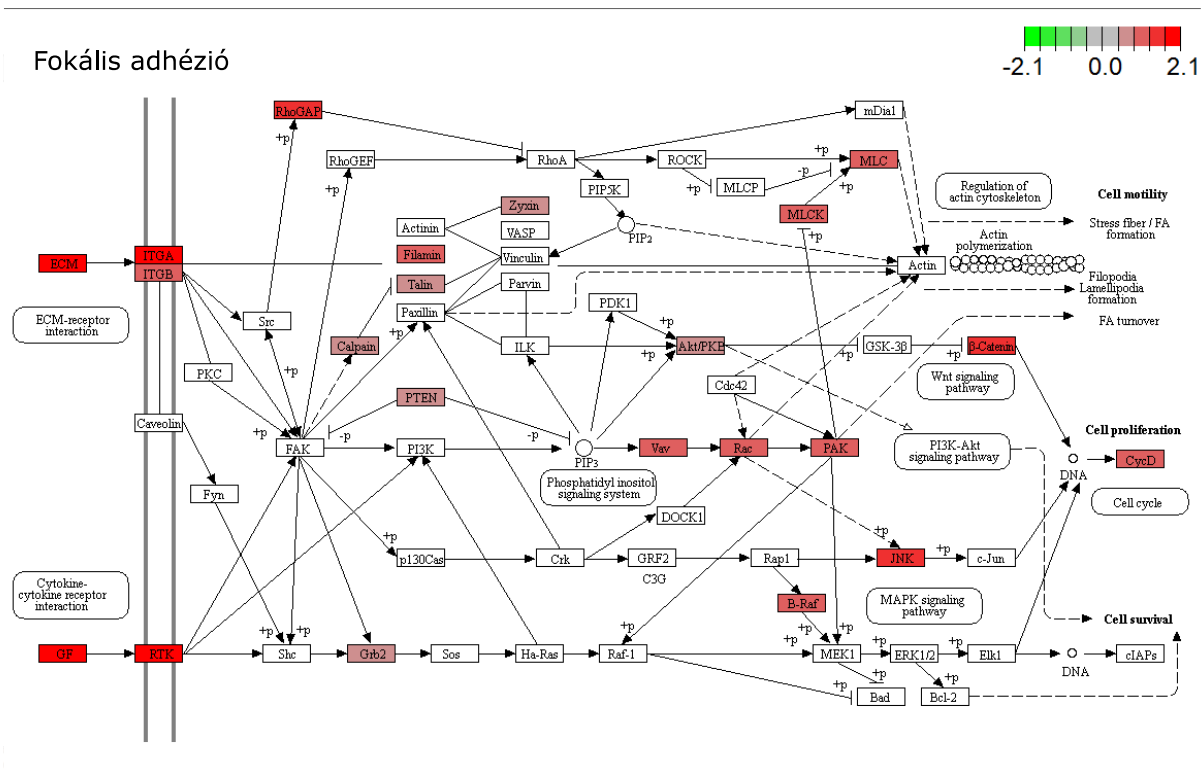 Fokális adhézió
-2.1 0.0 2.1
RhoGAP
mDia1
+p
RhoGEF
RhoA
ROCK
+p
MLC
+p
PIP5K
+p
MLCP
-p
+p
Regulation of
actin cytoskeleton
Cell motility
Zyxin
MLCK
+p
Stress fiber / FA
formation
Actinin
VASP
PIP2
Actin
polymerization
ECM
ITGA
ITGB
Filamin
Vinculin
Actin
Talin
Parvin
Filopodia
Lamellipodia
formation
ECM-receptor
interaction
Src
Paxillin
+p
PDK1
+p
FA turnover
Calpain
ILK
+p
Akt/PKB
GSK-3β
+p
β-Catenin
PKC
+p
Cdc42
Wnt signaling
pathway
PTEN
Caveolin
+p
-p
-p
FAK
PI3K
PIP3
Vav
Rac
PAK
PI3K-Akt
signaling pathway
Cell proliferation
DNA
CycD
Phosphatidyl inositol
signaling system
Fyn
Cell cycle
DOCK1
+p
+p
p130Cas
Crk
GRF2
C3G
Rap1
JNK
+p
c-Jun
Cytokine-
cytokine receptor
interaction
B-Raf
MAPK signaling
pathway
+p
+p
+p
+p
+p
+p
+p
+p
Cell survival
GF
RTK
Shc
Grb2
Sos
Ha-Ras
Raf-1
MEK1
ERK1/2
Elk1
DNA
cIAPs
+p
+p
+p
Bad
Bcl-2